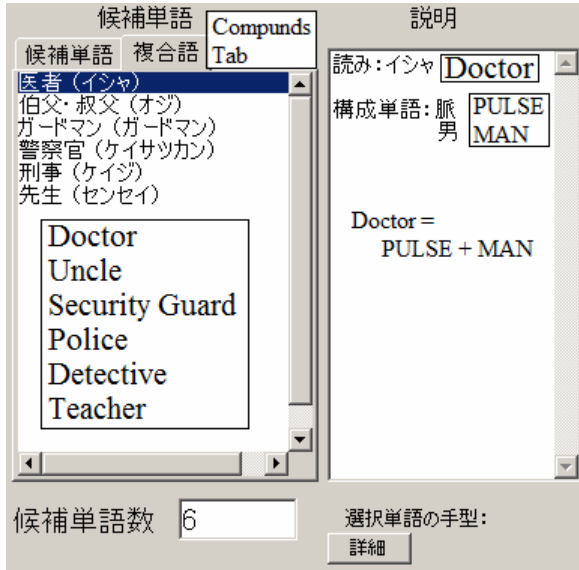 候補単語
説明
候補単語
複合語
Compunds
Tab
医者（イシャ）
伯父・叔父（オジ）
ガードマン（ガードマン）
警察官（ケイサツカン）
刑事（ケイジ）
先生（センセイ）
Doctor
Uncle
Security Guard
Police
Detective
Teacher
読み：イシャ Doctor
構成単語：脈 PULSE
男 MAN
Doctor =
PULSE + MAN
候補単語数 6
選択単語の手型：
詳細